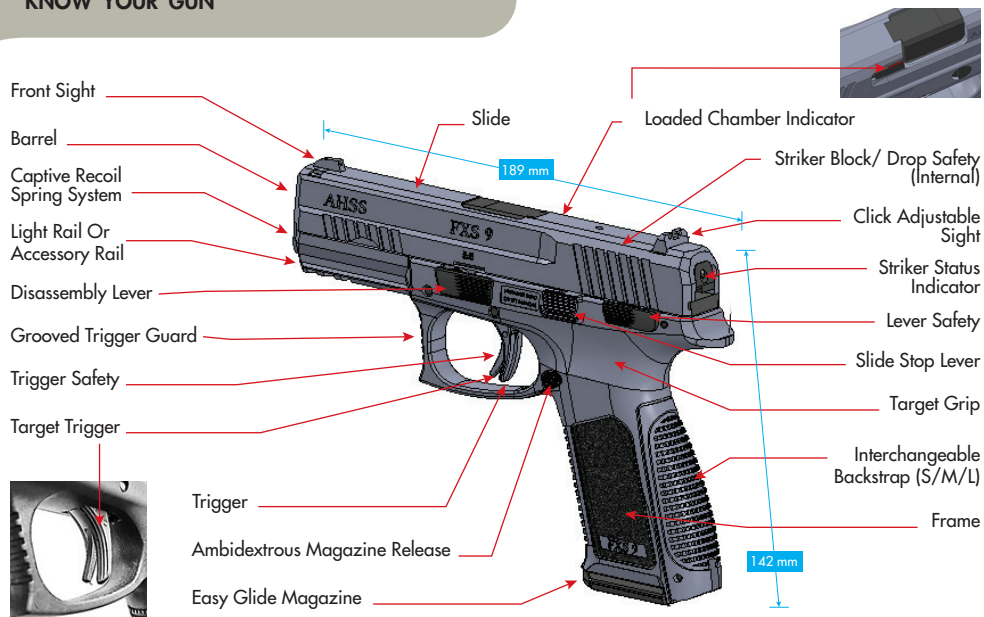 KNOW YOUR GUN
Front Sight
Barrel
Captive Recoil
Spring System
Light Rail Or
Accessory Rail
Disassembly Lever
Grooved Trigger Guard
Trigger Safety
Target Trigger
Slide
189 mm
Loaded Chamber Indicator
Striker Block/ Drop Safety
(Internal)
Click Adjustable
Sight
Striker Status
Indicator
Lever Safety
Slide Stop Lever
Target Grip
Interchangeable
Backstrap (S/M/L)
Frame
AHSS
FXS 9
FXS9
142 mm
Trigger
Ambidextrous Magazine Release
Easy Glide Magazine